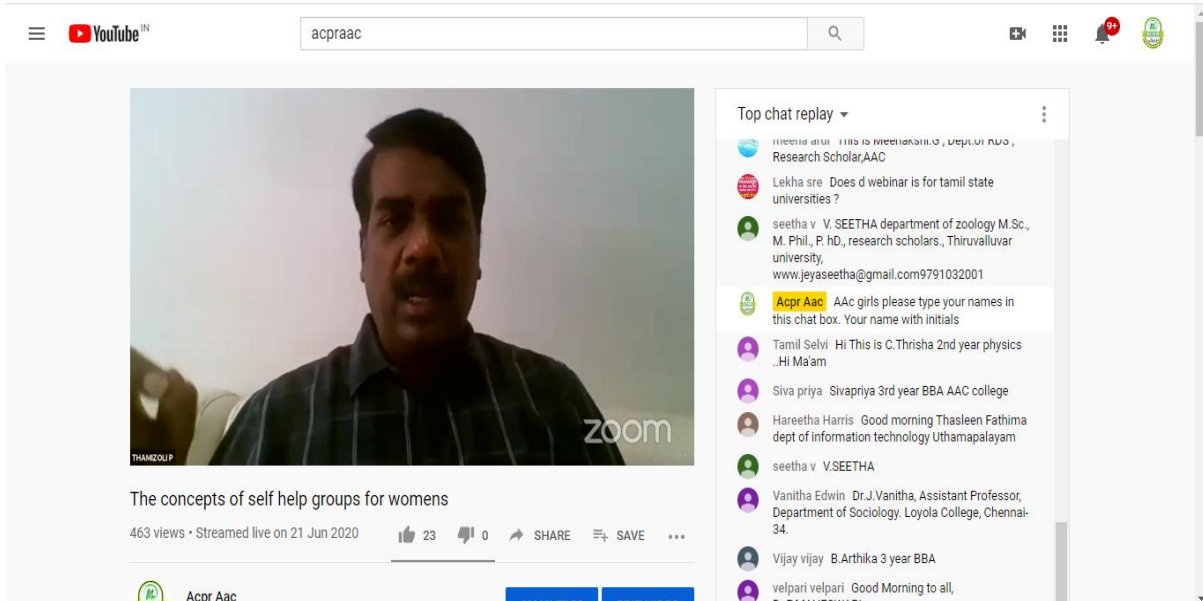 YouTube IN
acpraac
9+
zoom
THAMIZOLI P
The concepts of self help groups for womens
463 views • Streamed live on 21 Jun 2020
23
0
SHARE
SAVE
Acpr Aac
Top chat replay
meena arul This is Meenakshi.G , Dept.of RDS ,
Research Scholar,AAC
Lekha sre Does d webinar is for tamil state
universities ?
seetha v V. SEETHA department of zoology M.Sc.,
M. Phil., P. hD., research scholars., Thiruvalluvar
university,
www.jeyaseetha@gmail.com9791032001
Acpr Aac AAc girls please type your names in
this chat box. Your name with initials
Tamil Selvi Hi This is C.Thrisha 2nd year physics
..Hi Ma'am
Siva priya Sivapriya 3rd year BBA AAC college
Hareetha Harris Good morning Thasleen Fathima
dept of information technology Uthamapalayam
seetha v V.SEETHA
Vanitha Edwin Dr.J.Vanitha, Assistant Professor,
Department of Sociology. Loyola College, Chennai-
34.
Vijay vijay B.Arthika 3 year BBA
velpari velpari Good Morning to all,